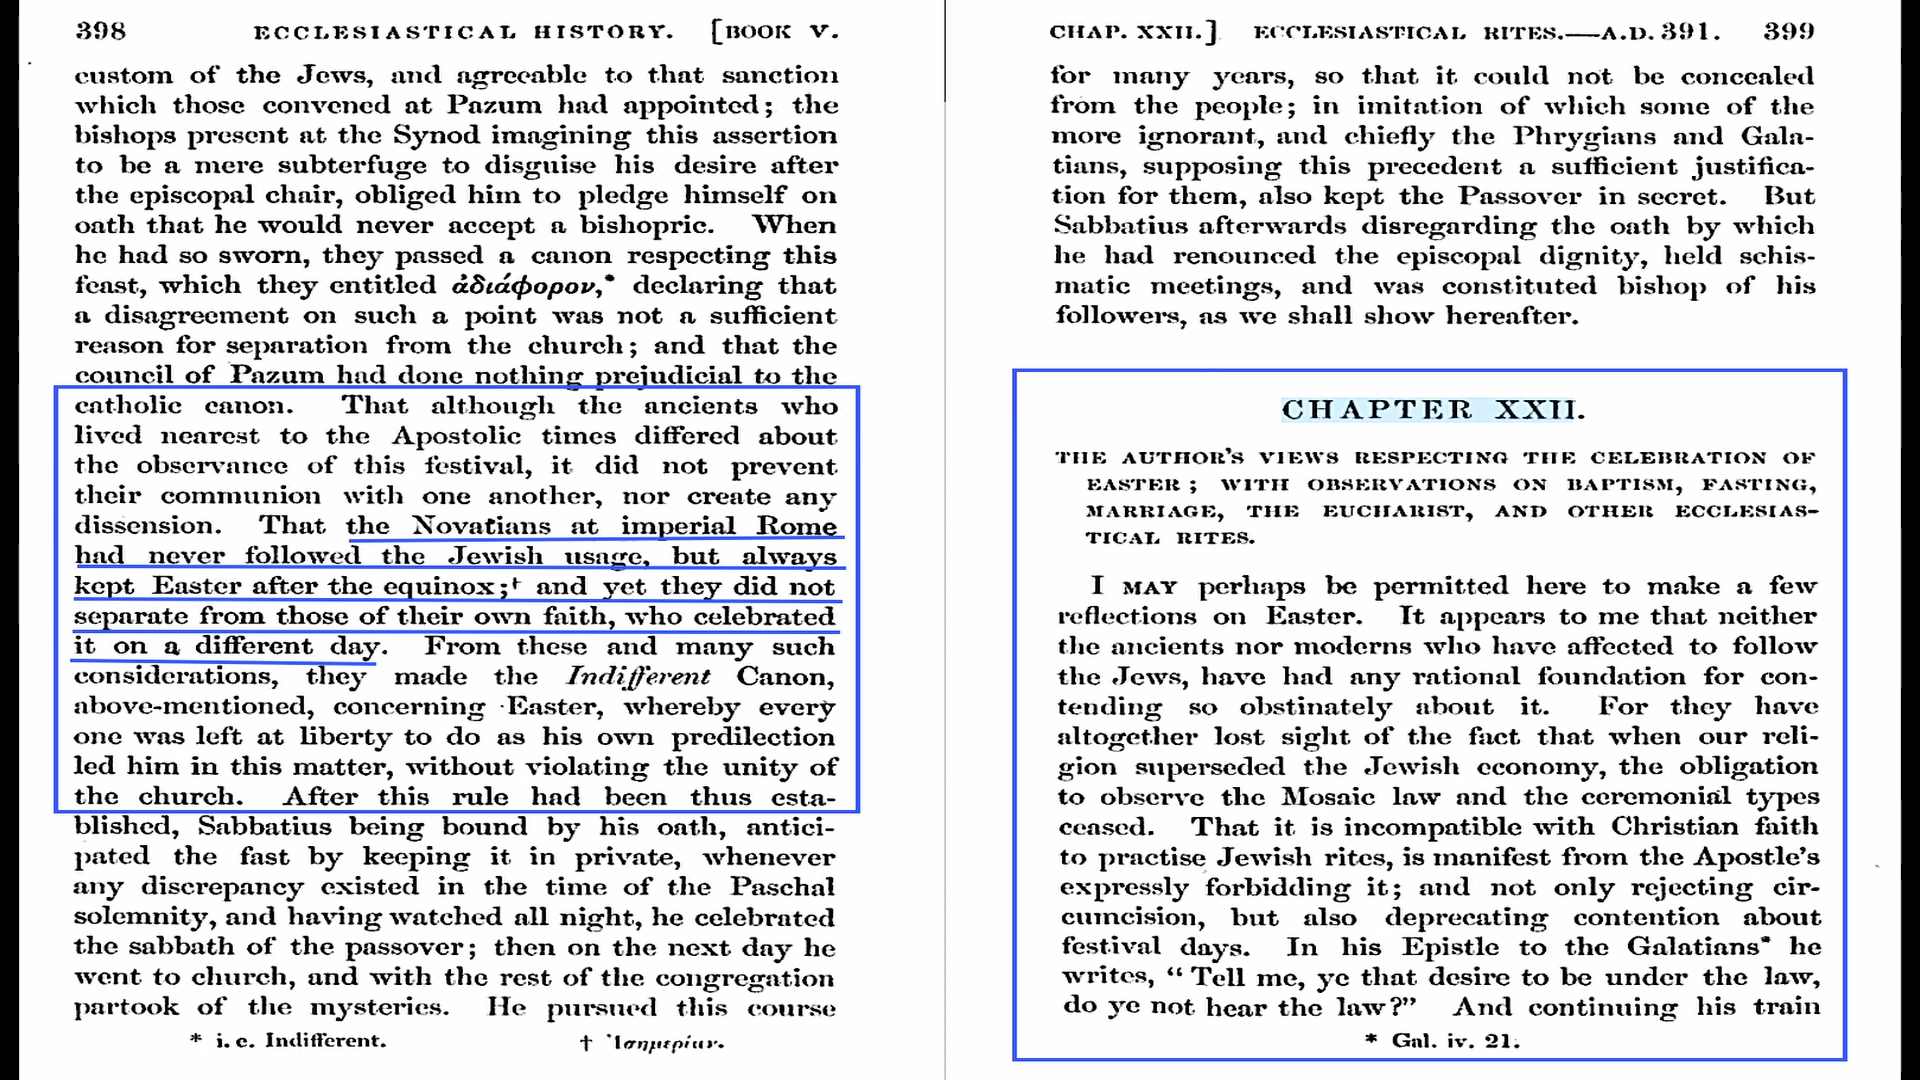 398 ECCLESIASTICAL HISTORY. [BOOK V.
custom of the Jews, and agreeable to that sanction
which those convened at Pazum had appointed; the
bishops present at the Synod imagining this assertion
to be a mere subterfuge to disguise his desire after
the episcopal chair, obliged him to pledge himself on
oath that he would never accept a bishopric. When
he had so sworn, they passed a canon respecting this
feast, which they entitled ἀδιάφορον,* declaring that
a disagreement on such a point was not a sufficient
reason for separation from the church; and that the
council of Pazum had done nothing prejudicial to the
catholic canon. That although the ancients who
lived nearest to the Apostolic times differed about
the observance of this festival, it did not prevent
their communion with one another, nor create any
dissension. That the Novatians at imperial Rome
had never followed the Jewish usage, but always
kept Easter after the equinox;† and yet they did not
separate from those of their own faith, who celebrated
it on a different day. From these and many such
considerations, they made the Indifferent Canon,
above-mentioned, concerning Easter, whereby every
one was left at liberty to do as his own predilection
led him in this matter, without violating the unity of
the church. After this rule had been thus esta-
blished, Sabbatius being bound by his oath, antici-
pated the fast by keeping it in private, whenever
any discrepancy existed in the time of the Paschal
solemnity, and having watched all night, he celebrated
the sabbath of the passover; then on the next day he
went to church, and with the rest of the congregation
partook of the mysteries. He pursued this course
* i. e. Indifferent. † Ἰσημερίαν.
CHAP. XXII.] ECCLESIASTICAL RITES.—A.D. 391. 399
for many years, so that it could not be concealed
from the people; in imitation of which some of the
more ignorant, and chiefly the Phrygians and Gala-
tians, supposing this precedent a sufficient justifica-
tion for them, also kept the Passover in secret. But
Sabbatius afterwards disregarding the oath by which
he had renounced the episcopal dignity, held schis-
matic meetings, and was constituted bishop of his
followers, as we shall show hereafter.
CHAPTER XXII.
THE AUTHOR'S VIEWS RESPECTING THE CELEBRATION OF
EASTER; WITH OBSERVATIONS ON BAPTISM, FASTING,
MARRIAGE, THE EUCHARIST, AND OTHER ECCLESIAS-
TICAL RITES.
I MAY perhaps be permitted here to make a few
reflections on Easter. It appears to me that neither
the ancients nor moderns who have affected to follow
the Jews, have had any rational foundation for con-
tending so obstinately about it. For they have
altogether lost sight of the fact that when our reli-
gion superseded the Jewish economy, the obligation
to observe the Mosaic law and the ceremonial types
ceased. That it is incompatible with Christian faith
to practise Jewish rites, is manifest from the Apostle's
expressly forbidding it; and not only rejecting cir-
cumcision, but also deprecating contention about
festival days. In his Epistle to the Galatians* he
writes, "Tell me, ye that desire to be under the law,
do ye not hear the law?" And continuing his train
* Gal. iv. 21.